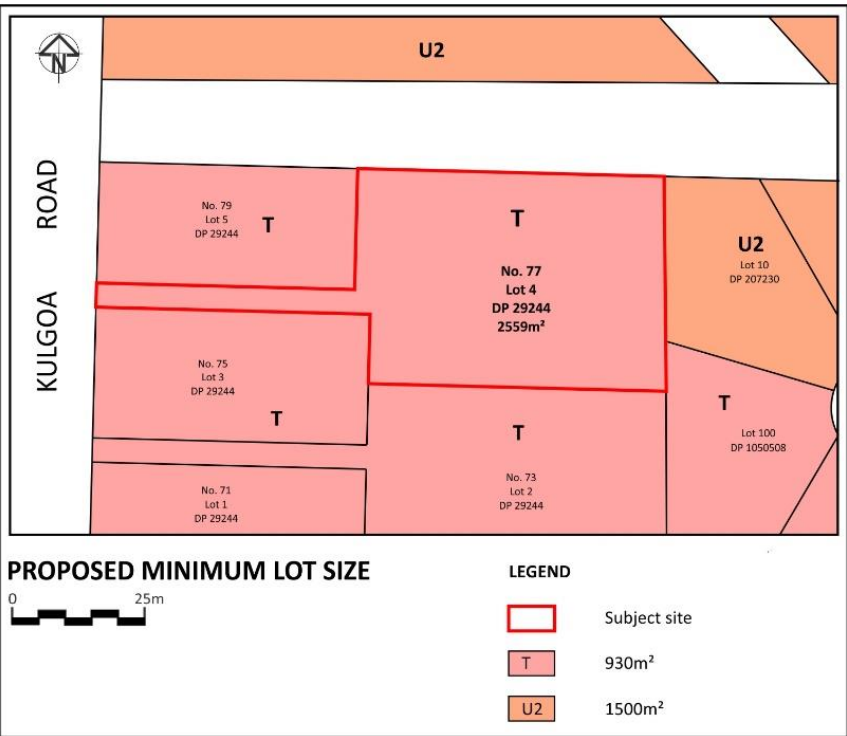 N
U2
KULGOA ROAD
No. 79
Lot 5
DP 29244
T
T
No. 77
Lot 4
DP 29244
2559m²
U2
Lot 10
DP 207230
No. 75
Lot 3
DP 29244
T
T
No. 73
Lot 2
DP 29244
T
Lot 100
DP 1050508
No. 71
Lot 1
DP 29244
PROPOSED MINIMUM LOT SIZE
0 25m
LEGEND
Subject site
T 930m²
U2 1500m²